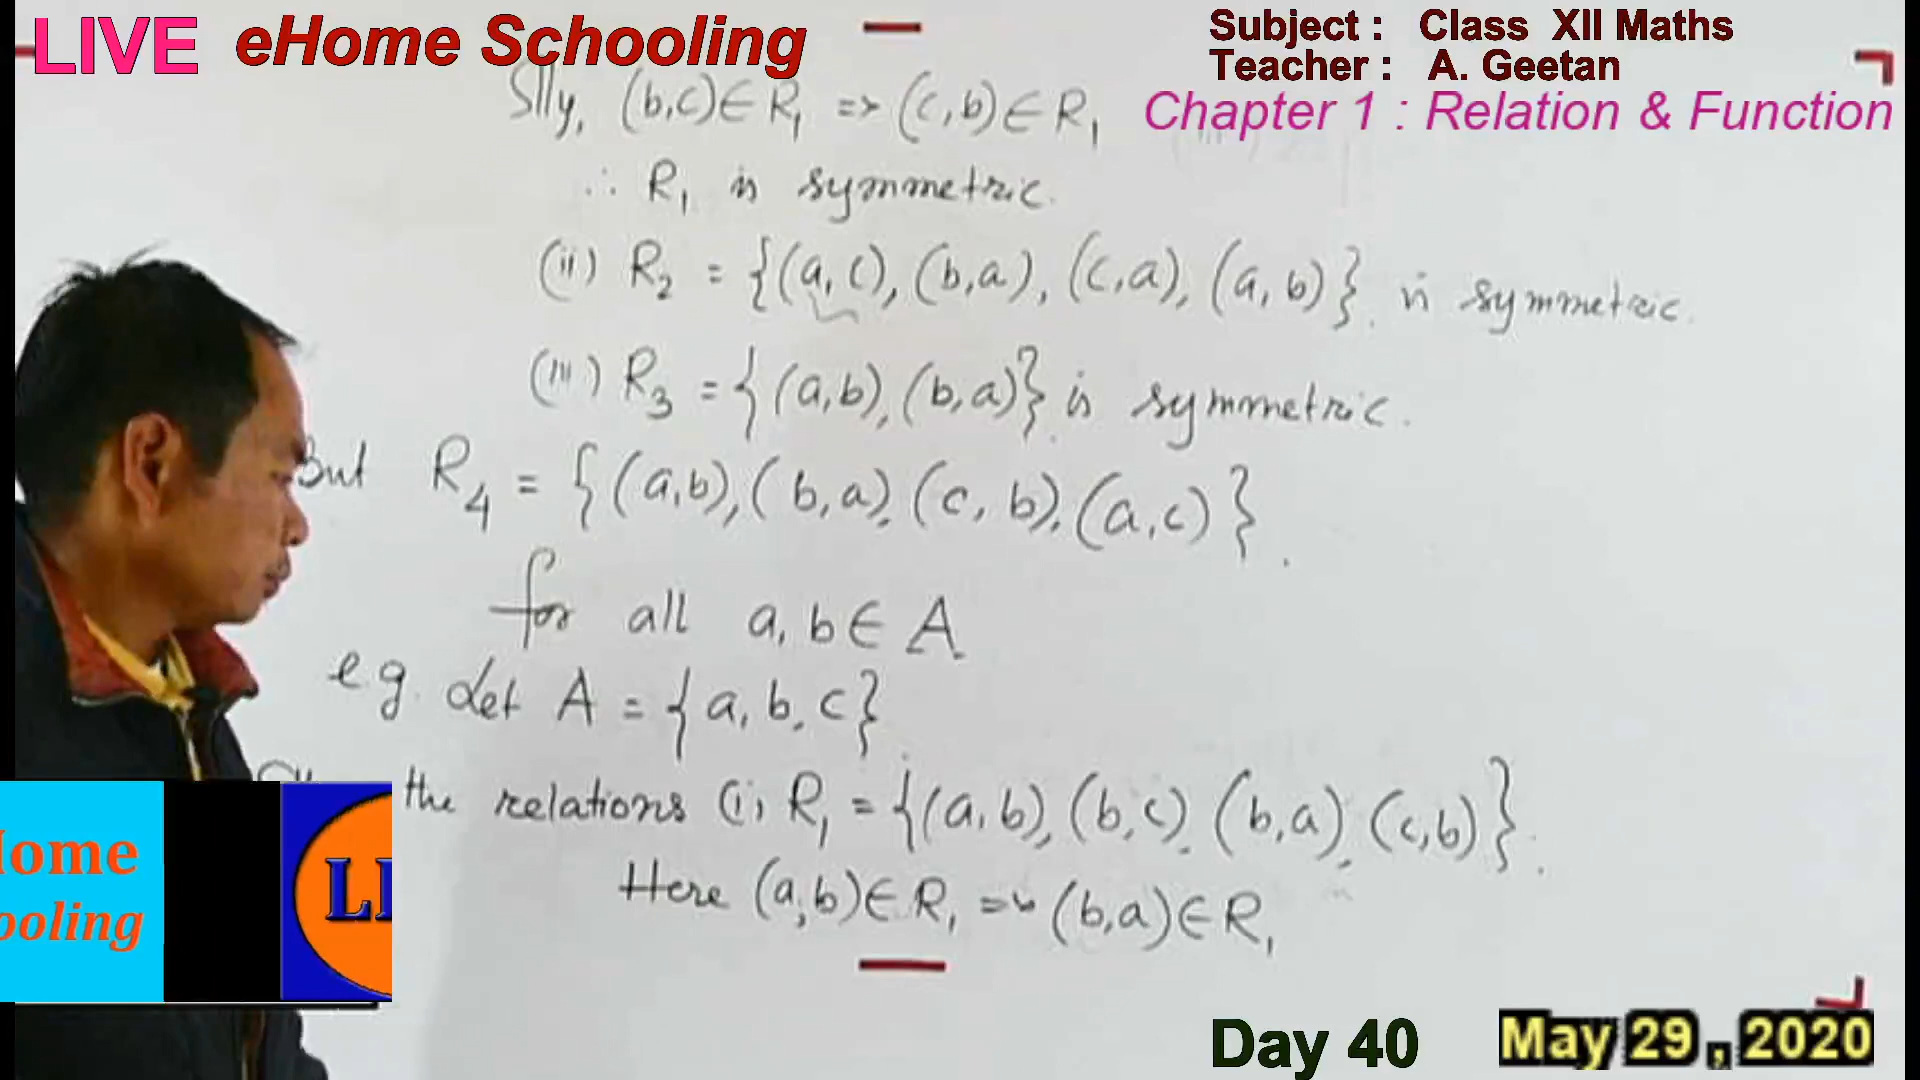 LIVE eHome Schooling
Subject : Class XII Maths
Teacher : A. Geetan
Chapter 1 : Relation & Function
Slly, (b,c)∈R₁ => (c,b)∈R₁
∴ R₁ is symmetric.
(ii) R₂ = {(a,c), (b,a), (c,a), (a,b)} is symmetric.
(iii) R₃ = {(a,b), (b,a)} is symmetric.
But R₄ = {(a,b), (b,a), (c,b), (a,c)}.
for all a, b ∈ A.
eg. Let A = {a, b, c}.
the relations (i) R₁ = {(a,b), (b,c), (b,a), (c,b)}.
Here (a,b)∈R₁ => (b,a)∈R₁
ome
ooling
Day 40
May 29 , 2020